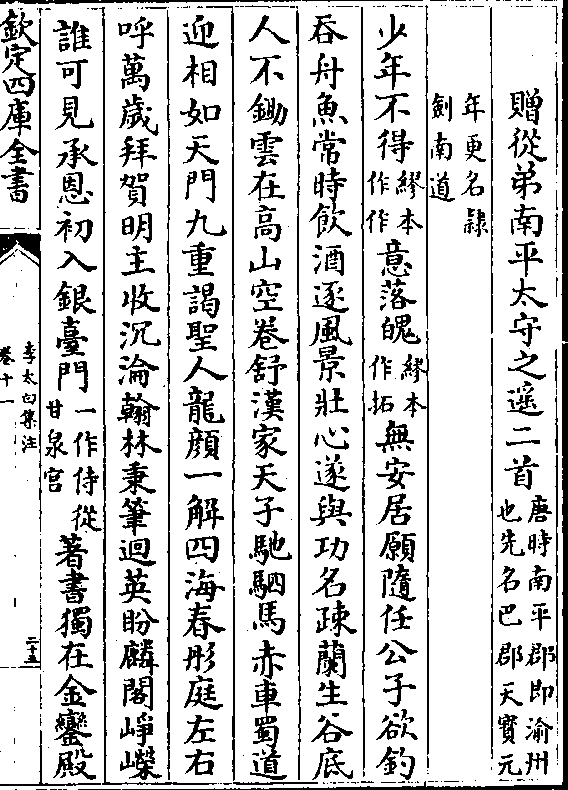 贈從弟南平太守之遥二首唐時南平郡即渝州
也先名巴郡天寳元
年更名隷
劍南道
少年不得繆本
作作意落魄繆本
作拓無安居願隨任公子欲釣
吞舟魚常時飲酒逐風景壯心遂與功名疎蘭生谷底
人不鋤雲在高山空卷舒漢家天子馳駟馬赤車蜀道
迎相如天門九重謁聖人龍顔一解四海春彤庭左右
呼萬歳拜賀明主收沉淪翰林秉筆迴英盼麟閣崢嶸
誰可見承恩初入銀臺門一作侍從
甘泉宫著書獨在金鑾殿
欽定四庫全書
李太白集注
卷十一
二十五